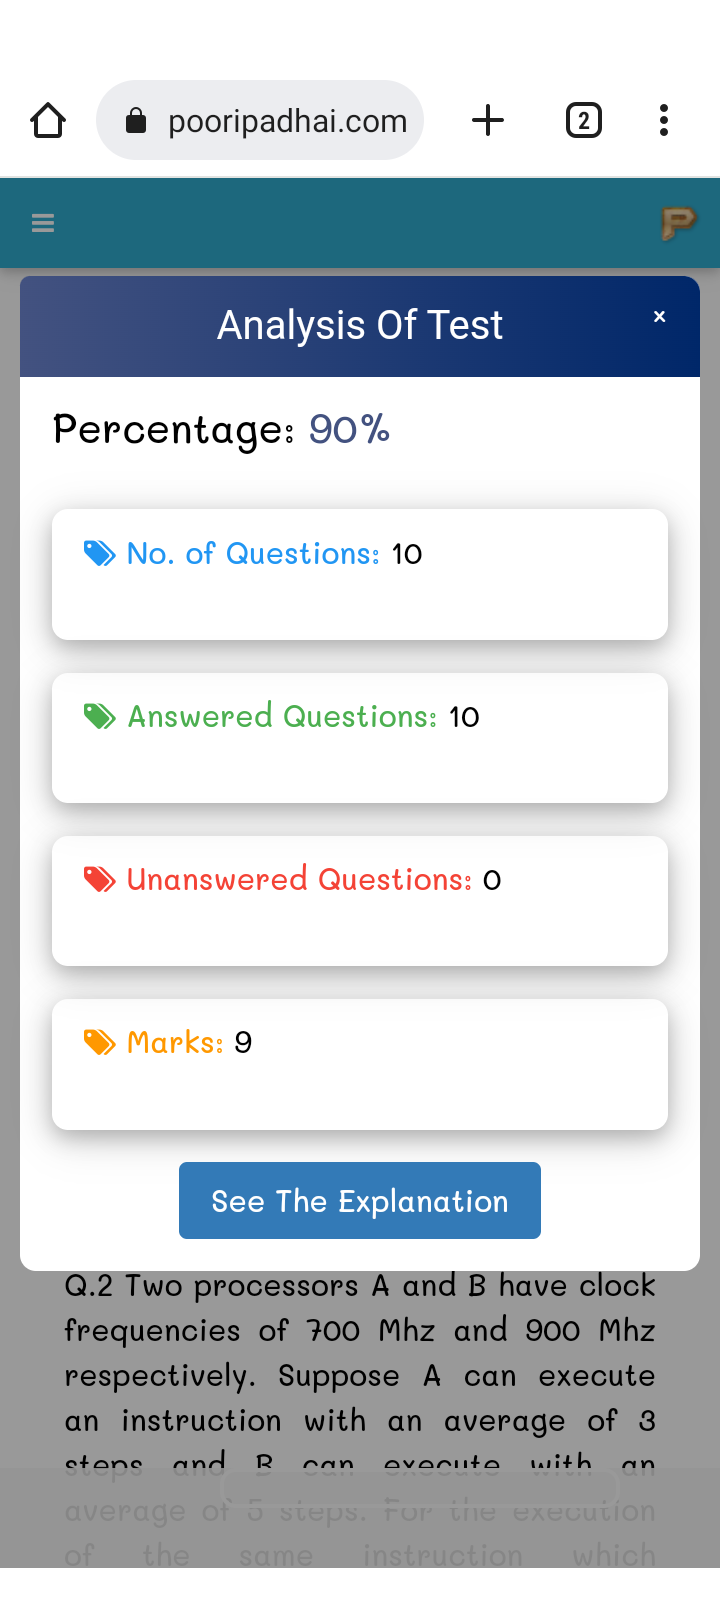 pooripadhai.com
2
P
Analysis Of Test
×
Percentage: 90%
No. of Questions: 10
Answered Questions: 10
Unanswered Questions: 0
Marks: 9
See The Explanation
Q.2 Two processors A and B have clock
frequencies of 700 Mhz and 900 Mhz
respectively. Suppose A can execute
an instruction with an average of 3
steps and B can execute with an
average of 5 steps. For the execution
of the same instruction which